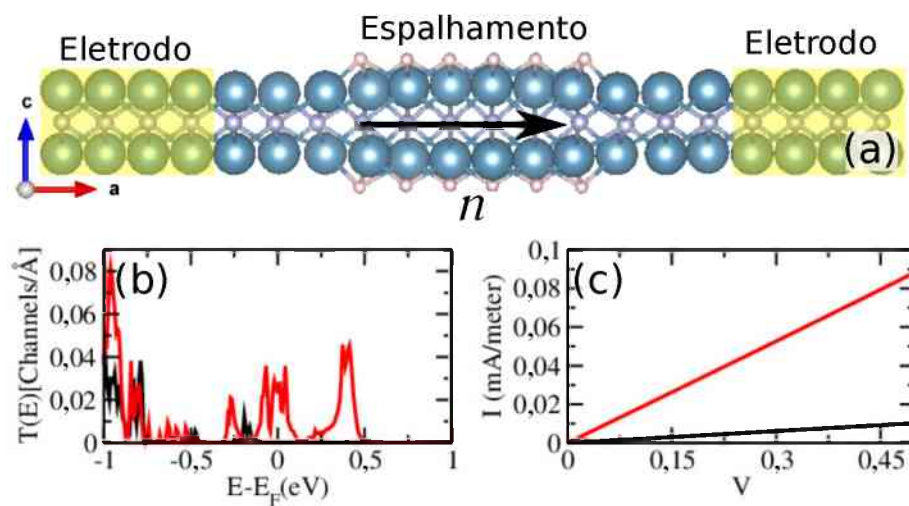 Eletrodo
Espalhamento
Eletrodo
c
a
(a)
n
(b)
T(E)[Channels/Å]
0,08
0,06
0,04
0,02
0
-1
-0,5
0
0,5
1
E-E_F(eV)
(c)
I (mA/meter)
0,1
0,08
0,06
0,04
0,02
0
0
0,15
0,3
0,45
V